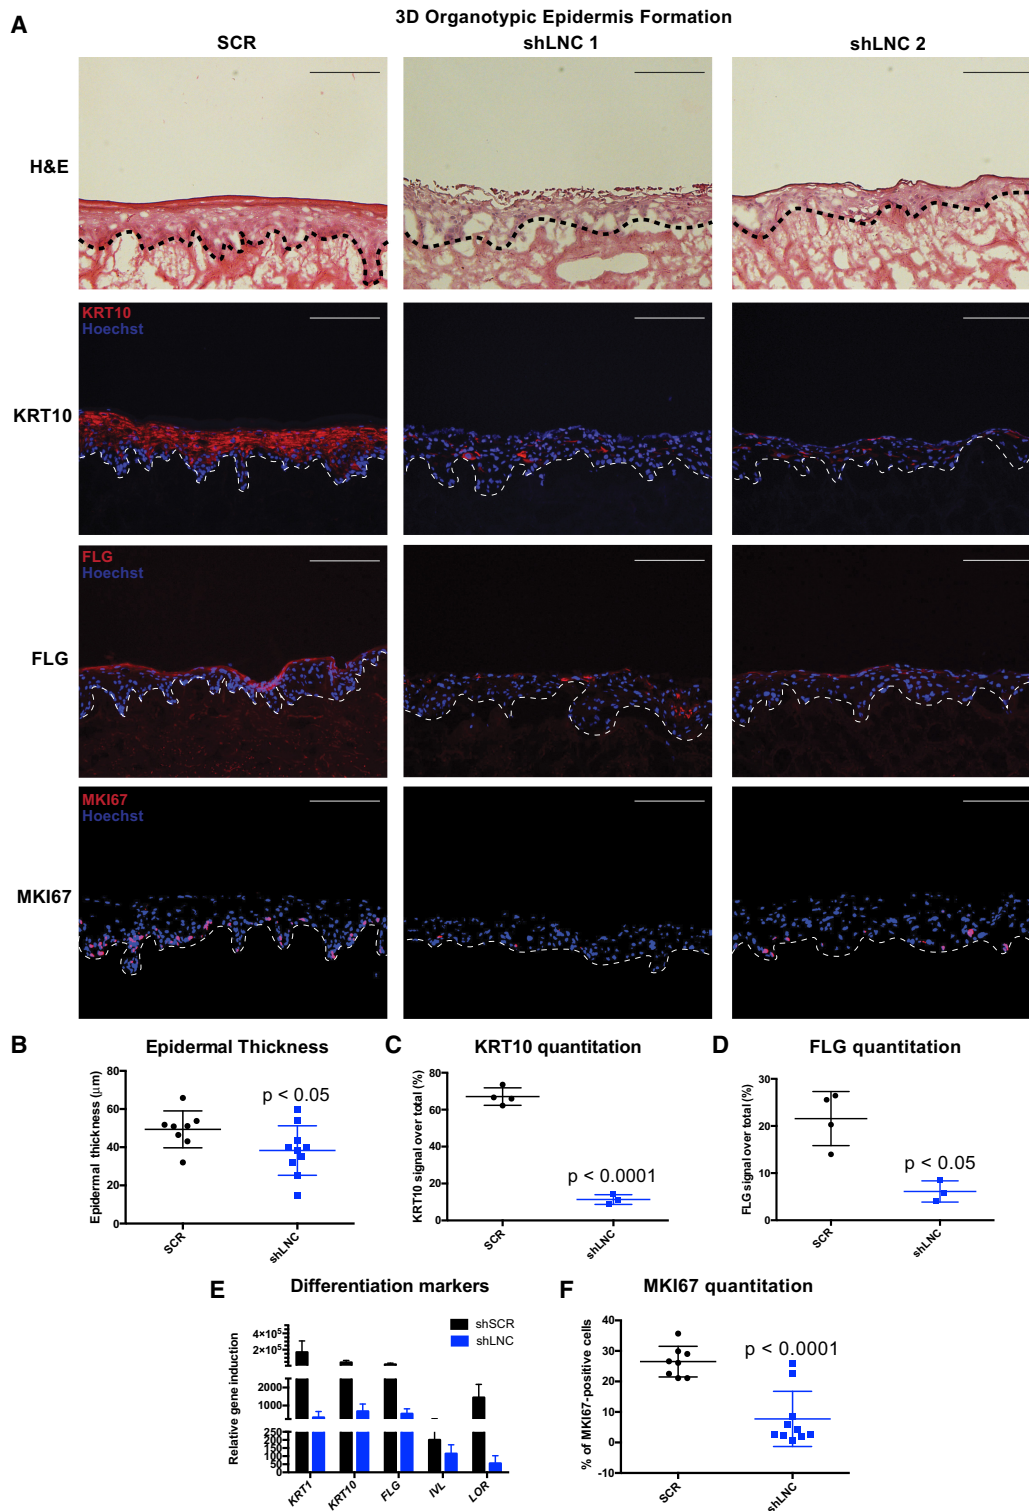 A
3D Organotypic Epidermis Formation
SCR
shLNC 1
shLNC 2
H&E
KRT10
Hoechst
KRT10
FLG
Hoechst
FLG
MKI67
Hoechst
MKI67
B
Epidermal Thickness
Epidermal thickness (μm)
80
60
40
20
0
p < 0.05
SCR
shLNC
C
KRT10 quantitation
KRT10 signal over total (%)
80
60
40
20
0
p < 0.0001
SCR
shLNC
D
FLG quantitation
FLG signal over total (%)
30
20
10
0
p < 0.05
SCR
shLNC
E
Differentiation markers
shSCR
shLNC
Relative gene induction
4×10⁵
2×10⁵
2000
1000
250
200
150
100
50
0
KRT1
KRT10
FLG
IVL
LOR
F
MKI67 quantitation
% of MKI67-positive cells
40
30
20
10
0
-10
p < 0.0001
SCR
shLNC